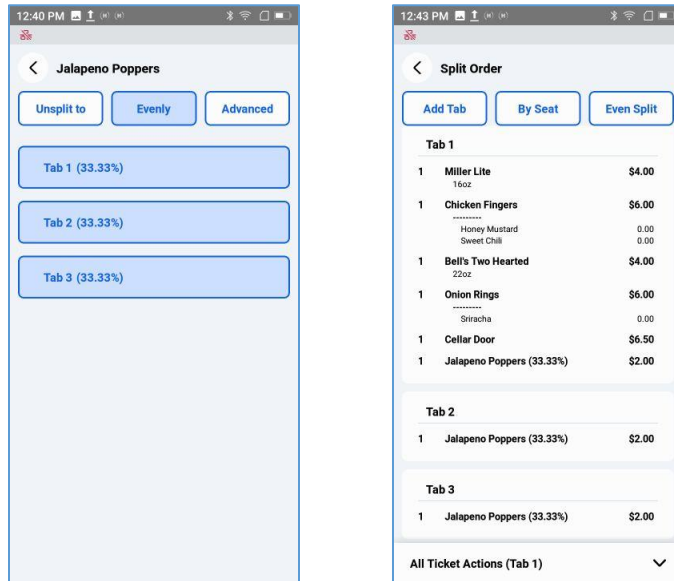 12:40 PM
Jalapeno Poppers
Unsplit to
Evenly
Advanced
Tab 1 (33.33%)
Tab 2 (33.33%)
Tab 3 (33.33%)
12:43 PM
Split Order
Add Tab
By Seat
Even Split
Tab 1
1 Miller Lite $4.00
16oz
1 Chicken Fingers $6.00
---------
Honey Mustard 0.00
Sweet Chili 0.00
1 Bell's Two Hearted $4.00
22oz
1 Onion Rings $6.00
---------
Sriracha 0.00
1 Cellar Door $6.50
1 Jalapeno Poppers (33.33%) $2.00
Tab 2
1 Jalapeno Poppers (33.33%) $2.00
Tab 3
1 Jalapeno Poppers (33.33%) $2.00
All Ticket Actions (Tab 1)